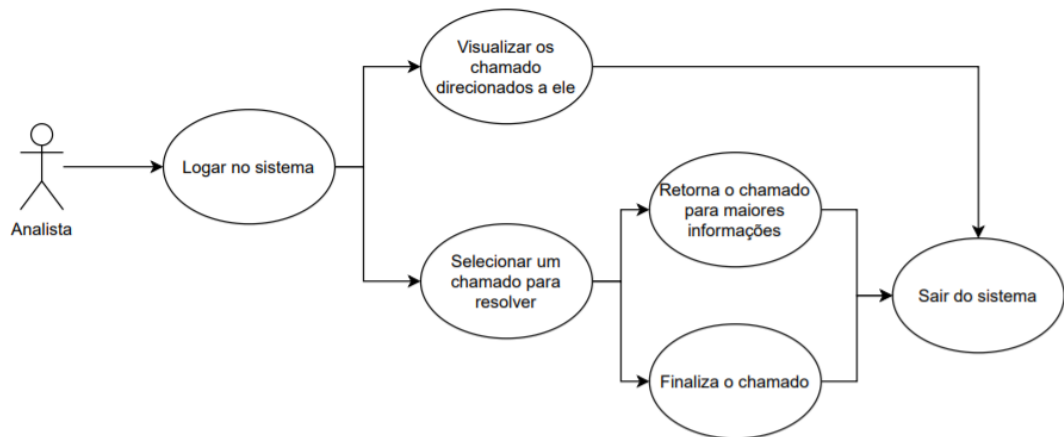 Visualizar os
chamado
direcionados a ele
Logar no sistema
Analista
Retorna o chamado
para maiores
informações
Selecionar um
chamado para
resolver
Sair do sistema
Finaliza o chamado